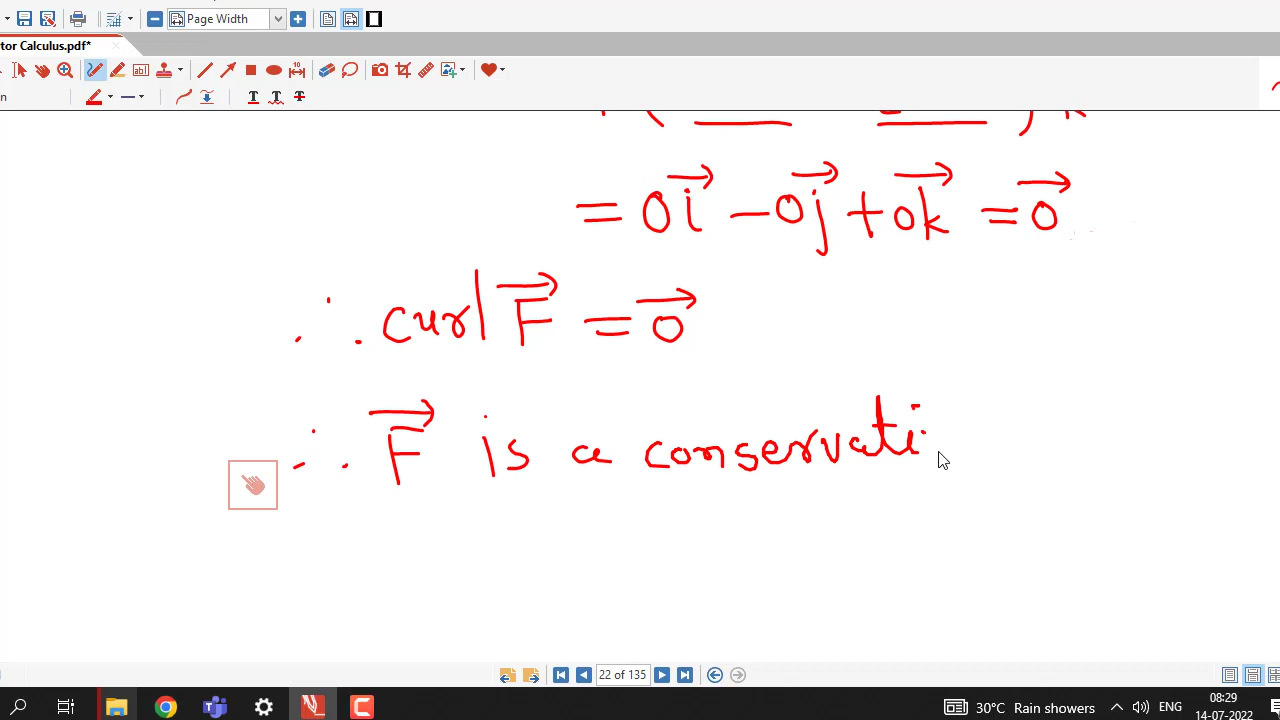 Page Width
tor Calculus.pdf*
n
= 0i⃗ − 0j⃗ + 0k⃗ = 0⃗
∴ curl F⃗ = 0⃗
∴ F⃗ is a conservati
22 of 135
30°C Rain showers ENG 08:29
14-07-2022